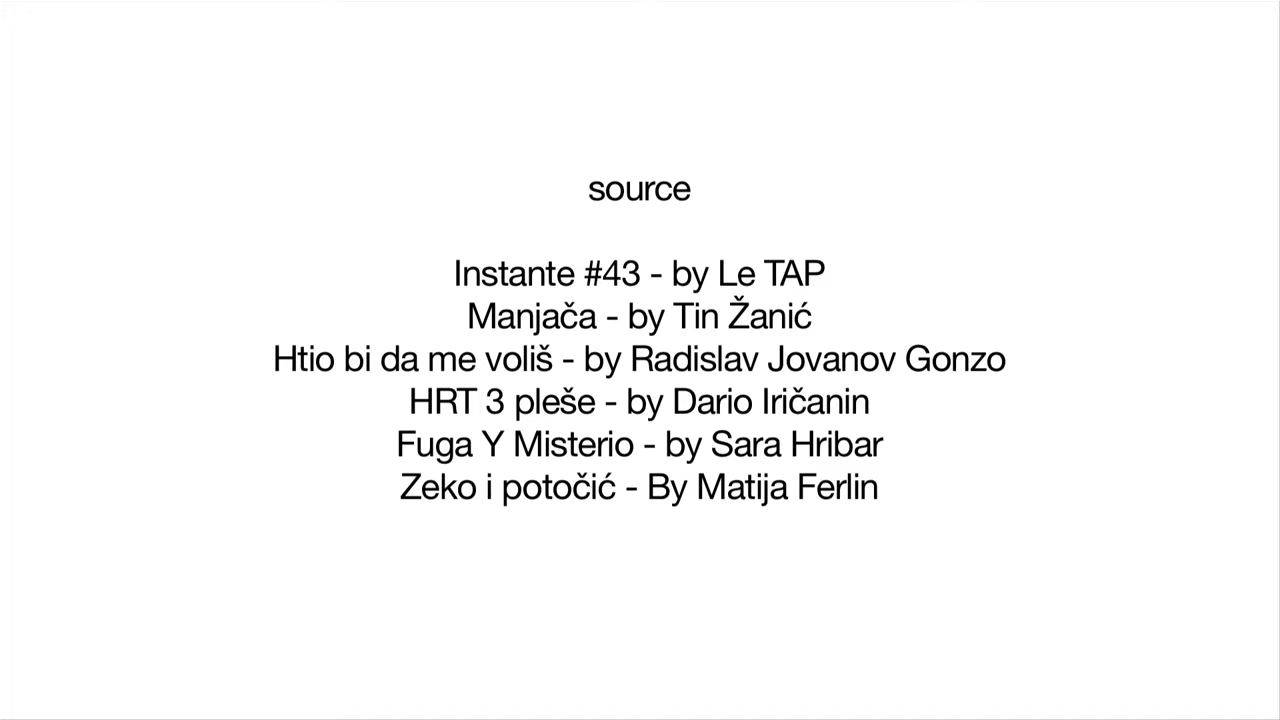 source
Instante #43 - by Le TAP
Manjača - by Tin Žanić
Htio bi da me voliš - by Radislav Jovanov Gonzo
HRT 3 pleše - by Dario Iričanin
Fuga Y Misterio - by Sara Hribar
Zeko i potočić - By Matija Ferlin